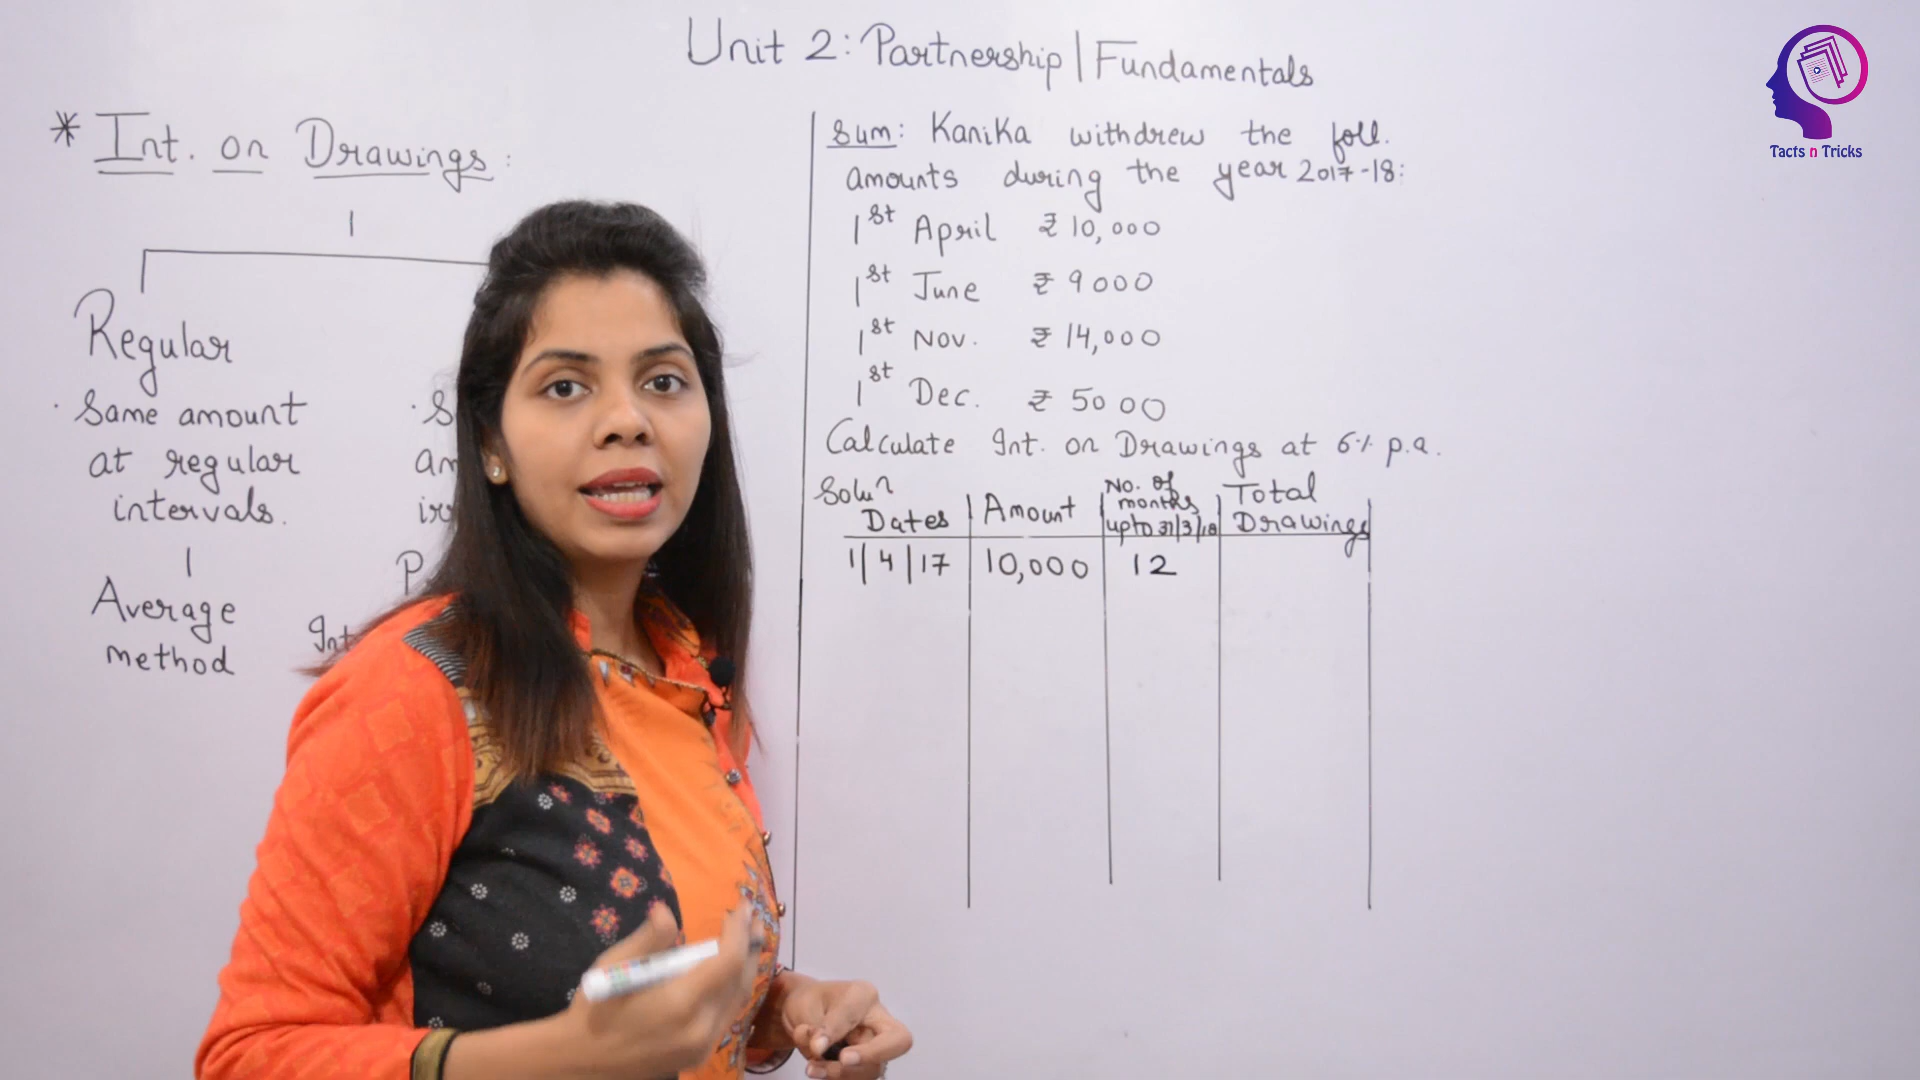 Unit 2: Partnership | Fundamentals
* Int. on Drawings:
Regular
· Same amount
at regular
intervals.
Average
method
Int
Sum: Kanika withdrew the foll.
amounts during the year 2017-18:
1st April ₹ 10,000
1st June ₹ 9000
1st Nov. ₹ 14,000
1st Dec. ₹ 5000
Calculate Int. on Drawings at 6% p.a.
Solun
Dates | Amount | No. of months upto 31/3/18 | Total Drawings
1/4/17 | 10,000 | 12
Tacts n Tricks